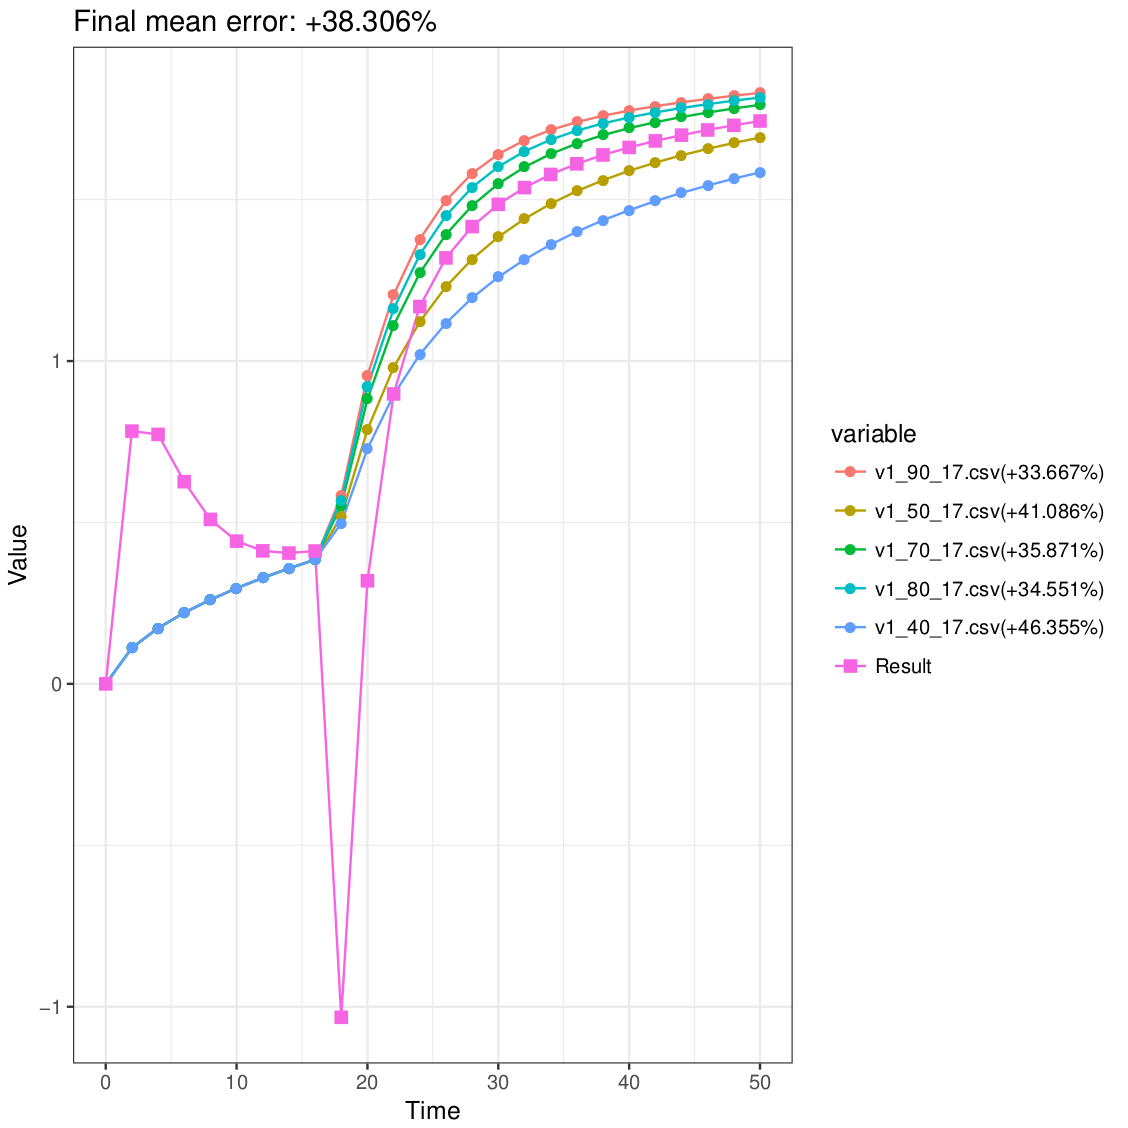 Final mean error: +38.306%
Value
1
0
−1
0 10 20 30 40 50
Time
variable
v1_90_17.csv(+33.667%)
v1_50_17.csv(+41.086%)
v1_70_17.csv(+35.871%)
v1_80_17.csv(+34.551%)
v1_40_17.csv(+46.355%)
Result